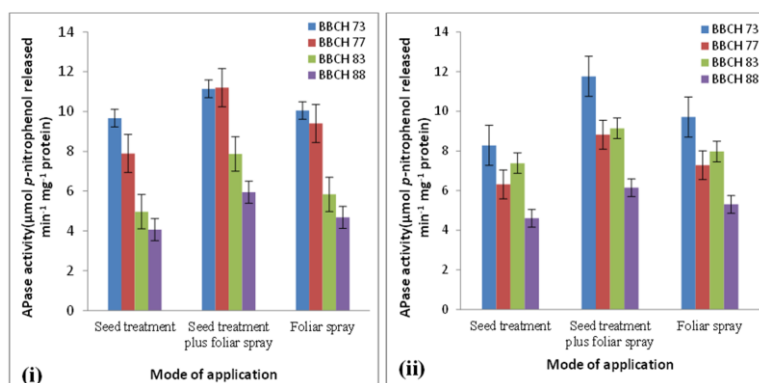 14
12
10
8
6
4
2
0
APase activity(µmol) p-nitrophenol released
min⁻¹ mg⁻¹ protein)
BBCH 73
BBCH 77
BBCH 83
BBCH 88
Seed treatment
Seed treatment
plus foliar spray
Foliar spray
Mode of application
(i)
14
12
10
8
6
4
2
0
APase activity(µmol) p-nitrophenol released
min⁻¹ mg⁻¹ protein)
BBCH 73
BBCH 77
BBCH 83
BBCH 88
Seed treatment
Seed treatment
plus foliar spray
Foliar spray
Mode of application
(ii)